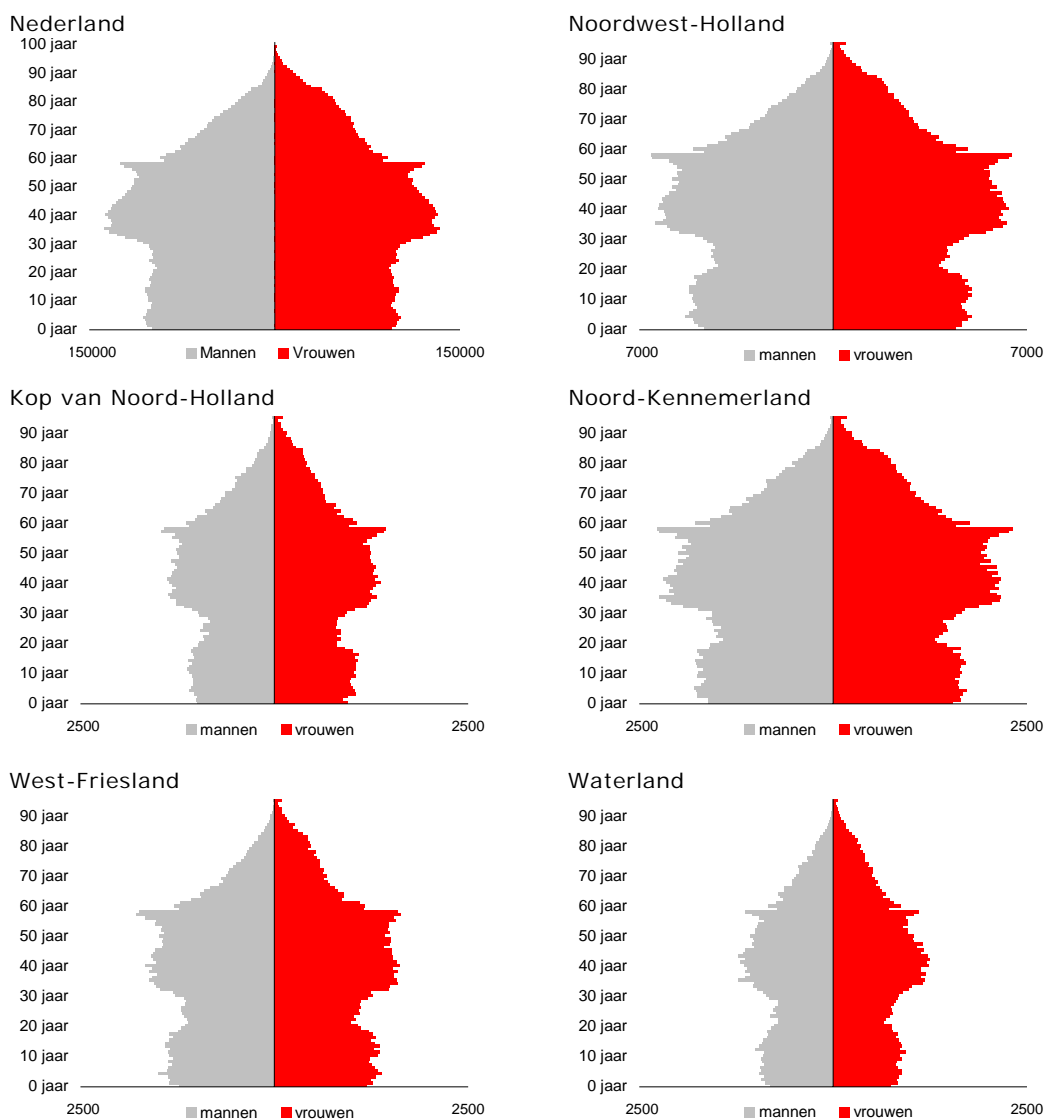 Nederland
100 jaar
90 jaar
80 jaar
70 jaar
60 jaar
50 jaar
40 jaar
30 jaar
20 jaar
10 jaar
0 jaar
150000 150000
Mannen Vrouwen
Noordwest-Holland
90 jaar
80 jaar
70 jaar
60 jaar
50 jaar
40 jaar
30 jaar
20 jaar
10 jaar
0 jaar
7000 7000
mannen vrouwen
Kop van Noord-Holland
90 jaar
80 jaar
70 jaar
60 jaar
50 jaar
40 jaar
30 jaar
20 jaar
10 jaar
0 jaar
2500 2500
mannen vrouwen
Noord-Kennemerland
90 jaar
80 jaar
70 jaar
60 jaar
50 jaar
40 jaar
30 jaar
20 jaar
10 jaar
0 jaar
2500 2500
mannen vrouwen
West-Friesland
90 jaar
80 jaar
70 jaar
60 jaar
50 jaar
40 jaar
30 jaar
20 jaar
10 jaar
0 jaar
2500 2500
mannen vrouwen
Waterland
90 jaar
80 jaar
70 jaar
60 jaar
50 jaar
40 jaar
30 jaar
20 jaar
10 jaar
0 jaar
2500 2500
mannen vrouwen